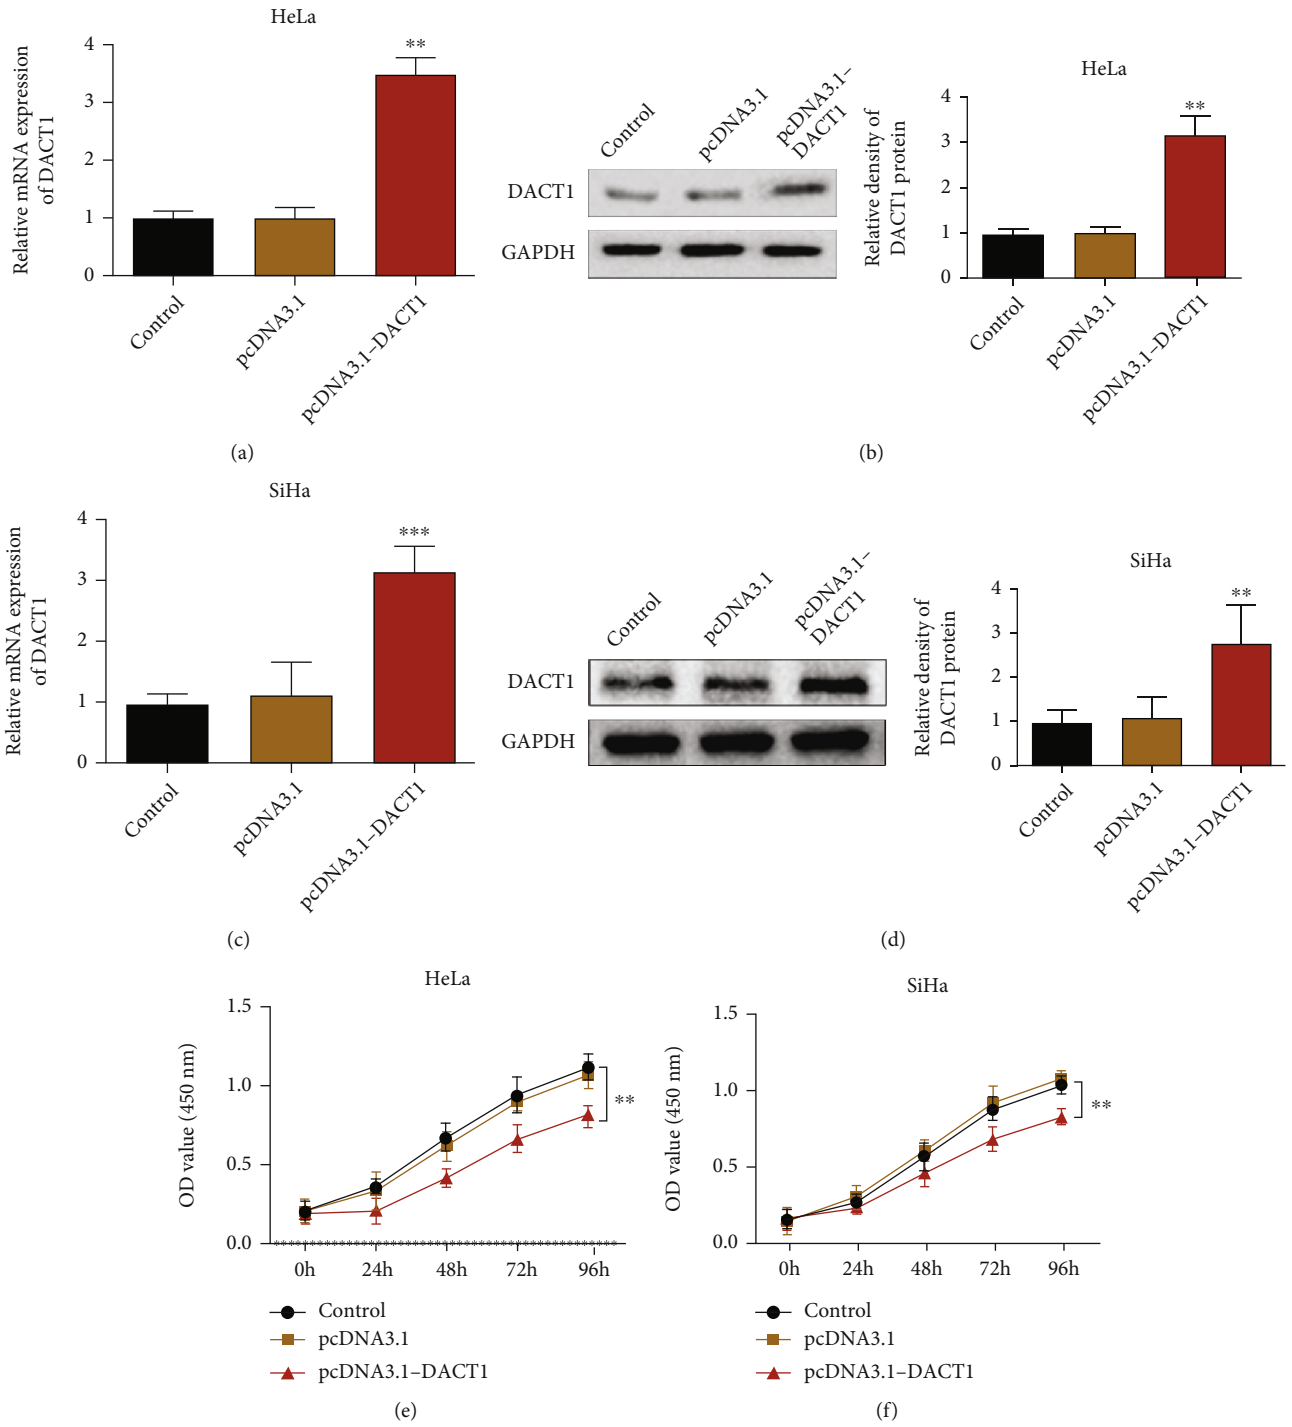 HeLa
Relative mRNA expression
of DACT1
4
3
2
1
0
**
Control
pcDNA3.1
pcDNA3.1–DACT1
(a)
Control
pcDNA3.1
pcDNA3.1–
DACT1
DACT1
GAPDH
HeLa
Relative density of
DACT1 protein
4
3
2
1
0
**
Control
pcDNA3.1
pcDNA3.1–DACT1
(b)
SiHa
Relative mRNA expression
of DACT1
4
3
2
1
0
***
Control
pcDNA3.1
pcDNA3.1–DACT1
(c)
Control
pcDNA3.1
pcDNA3.1–
DACT1
DACT1
GAPDH
SiHa
Relative density of
DACT1 protein
4
3
2
1
0
**
Control
pcDNA3.1
pcDNA3.1–DACT1
(d)
HeLa
OD value (450 nm)
1.5
1.0
0.5
0.0
**
0h 24h 48h 72h 96h
Control
pcDNA3.1
pcDNA3.1–DACT1
(e)
SiHa
OD value (450 nm)
1.5
1.0
0.5
0.0
**
0h 24h 48h 72h 96h
Control
pcDNA3.1
pcDNA3.1–DACT1
(f)